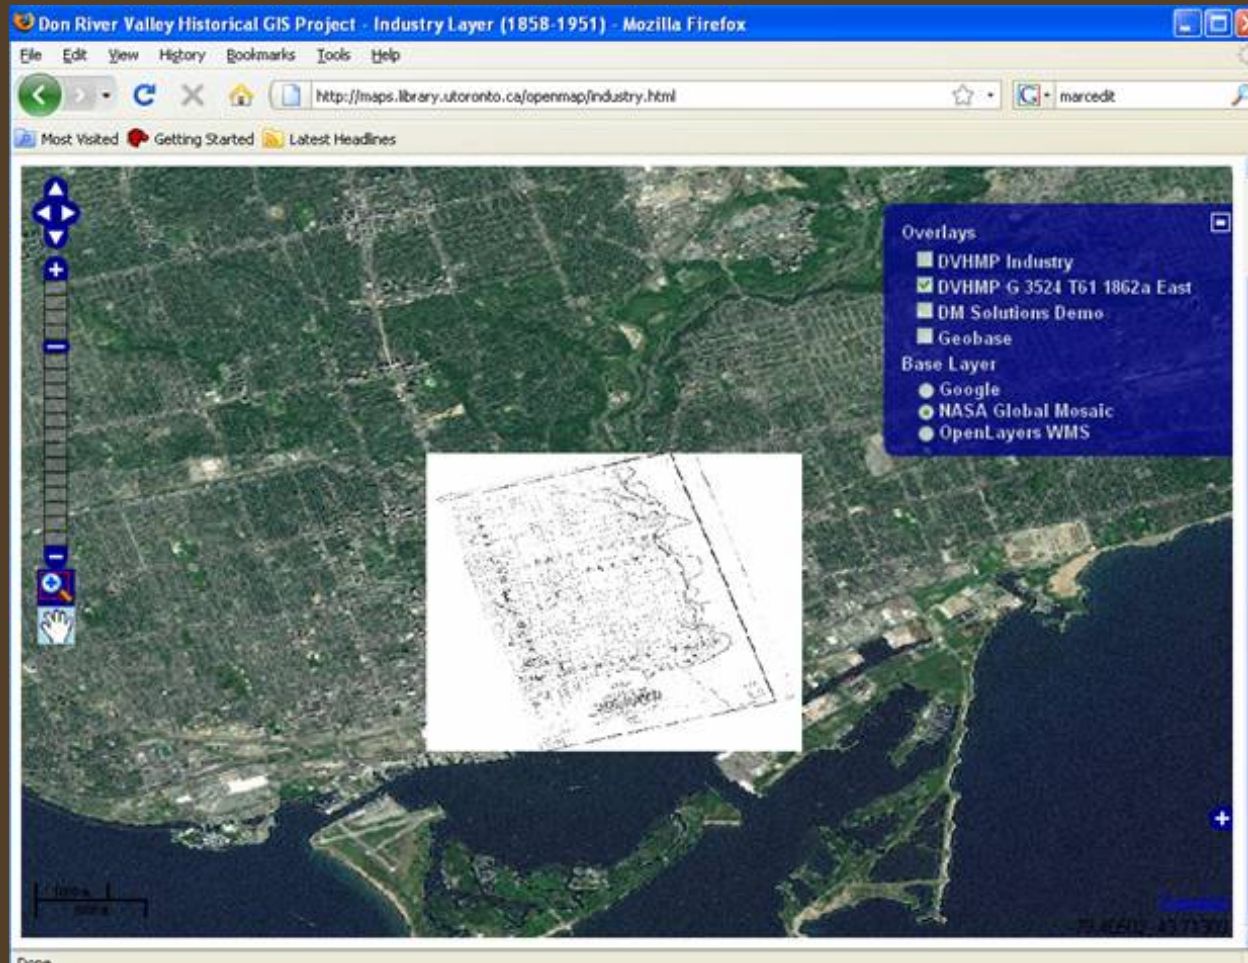 Don River Valley Historical GIS Project - Industry Layer (1858-1951) - Mozilla Firefox
File Edit View History Bookmarks Tools Help
http://maps.library.utoronto.ca/openmap/industry.html
marcedit
Most Visited Getting Started Latest Headlines
Overlays
DVHMP Industry
DVHMP G 3524 T61 1862a East
DM Solutions Demo
Geobase
Base Layer
Google
NASA Global Mosaic
OpenLayers WMS
Done